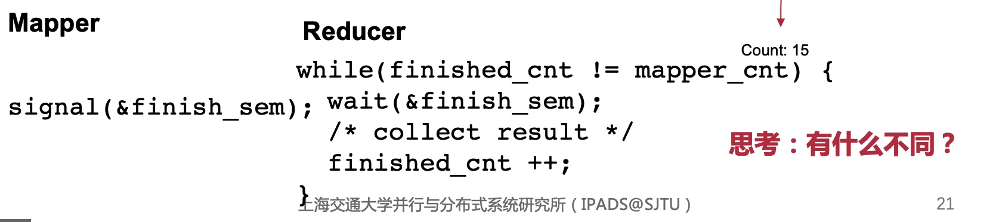 Mapper
signal(&finish_sem);
Reducer
Count: 15
while(finished_cnt != mapper_cnt) {
wait(&finish_sem);
/* collect result */
finished_cnt ++;
}
思考：有什么不同？
上海交通大学并行与分布式系统研究所（IPADS@SJTU）
21